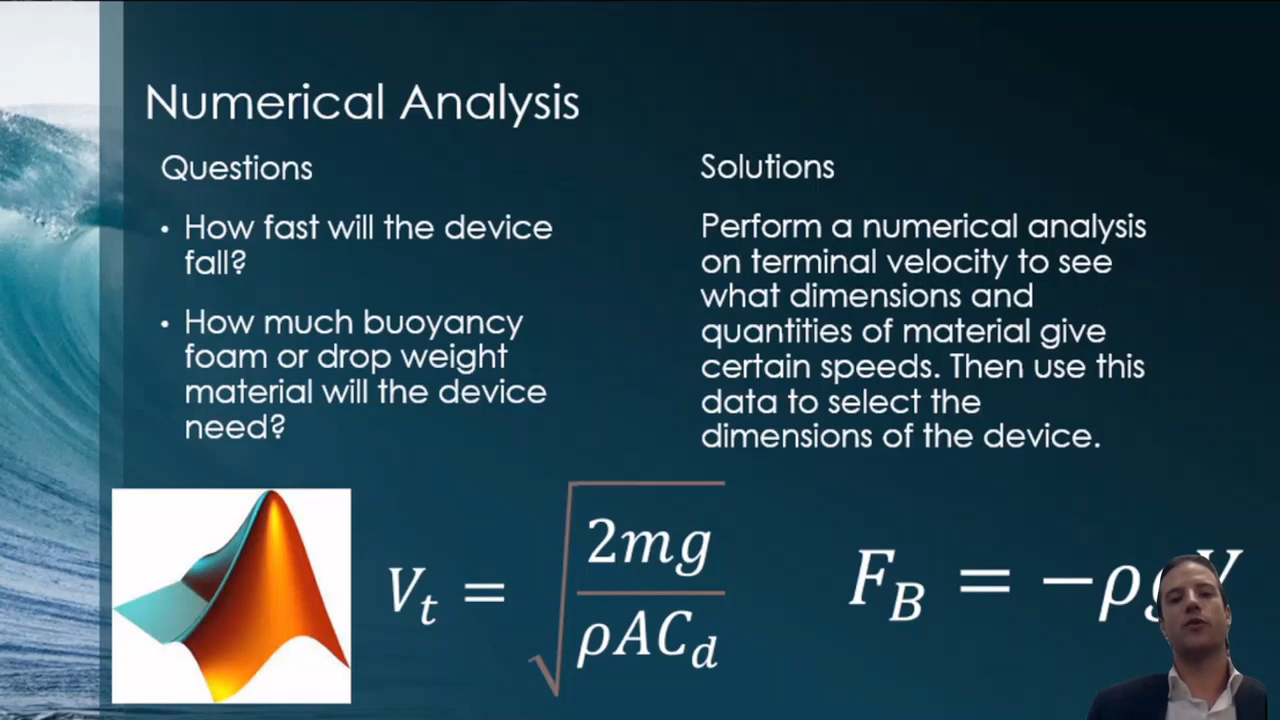 Numerical Analysis
Questions
• How fast will the device
fall?
• How much buoyancy
foam or drop weight
material will the device
need?
Solutions
Perform a numerical analysis
on terminal velocity to see
what dimensions and
quantities of material give
certain speeds. Then use this
data to select the
dimensions of the device.
V_t = √(2mg / ρAC_d)
F_B = −ρgV